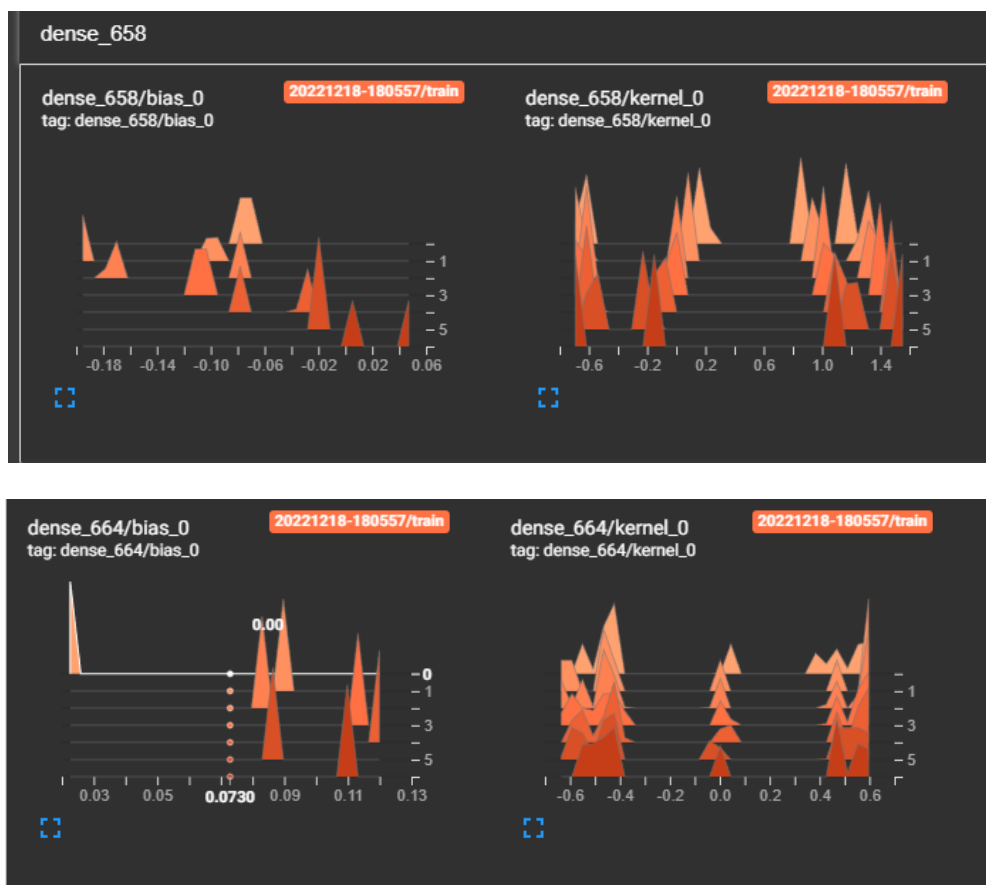 dense_658
dense_658/bias_0
20221218-180557/train
tag: dense_658/bias_0
1
3
5
-0.18 -0.14 -0.10 -0.06 -0.02 0.02 0.06
dense_658/kernel_0
20221218-180557/train
tag: dense_658/kernel_0
1
3
5
-0.6 -0.2 0.2 0.6 1.0 1.4
dense_664/bias_0
20221218-180557/train
tag: dense_664/bias_0
0.00
0
1
3
5
0.03 0.05 0.0730 0.09 0.11 0.13
dense_664/kernel_0
20221218-180557/train
tag: dense_664/kernel_0
1
3
5
-0.6 -0.4 -0.2 0.0 0.2 0.4 0.6